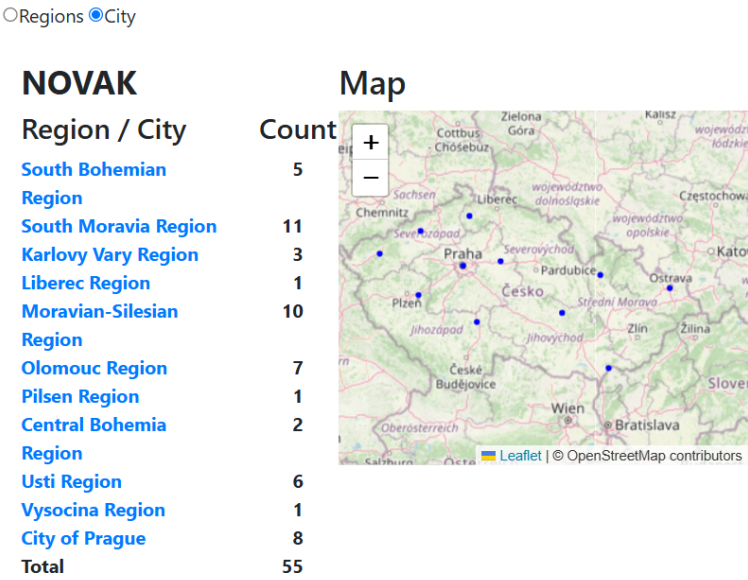 Regions City
NOVAK
Region / City Count
South Bohemian 5
Region
South Moravia Region 11
Karlovy Vary Region 3
Liberec Region 1
Moravian-Silesian 10
Region
Olomouc Region 7
Pilsen Region 1
Central Bohemia 2
Region
Usti Region 6
Vysocina Region 1
City of Prague 8
Total 55
Map
+
−
Zielona
Góra
Kalisz
Cottbus
Chóśebuz
województwo
łódzkie
Sachsen
Chemnitz
Liberec
województwo
dolnośląskie
Częstochowa
województwo
opolskie
Severozápad
Praha
Severovýchod
Katow
Pardubice
Ostrava
Česko
Plzeň
Střední Morava
Jihozápad
Jihovýchod
Zlín
Žilina
České
Budějovice
Slove
Wien
Bratislava
Oberösterreich
Salzburg
Leaflet | © OpenStreetMap contributors